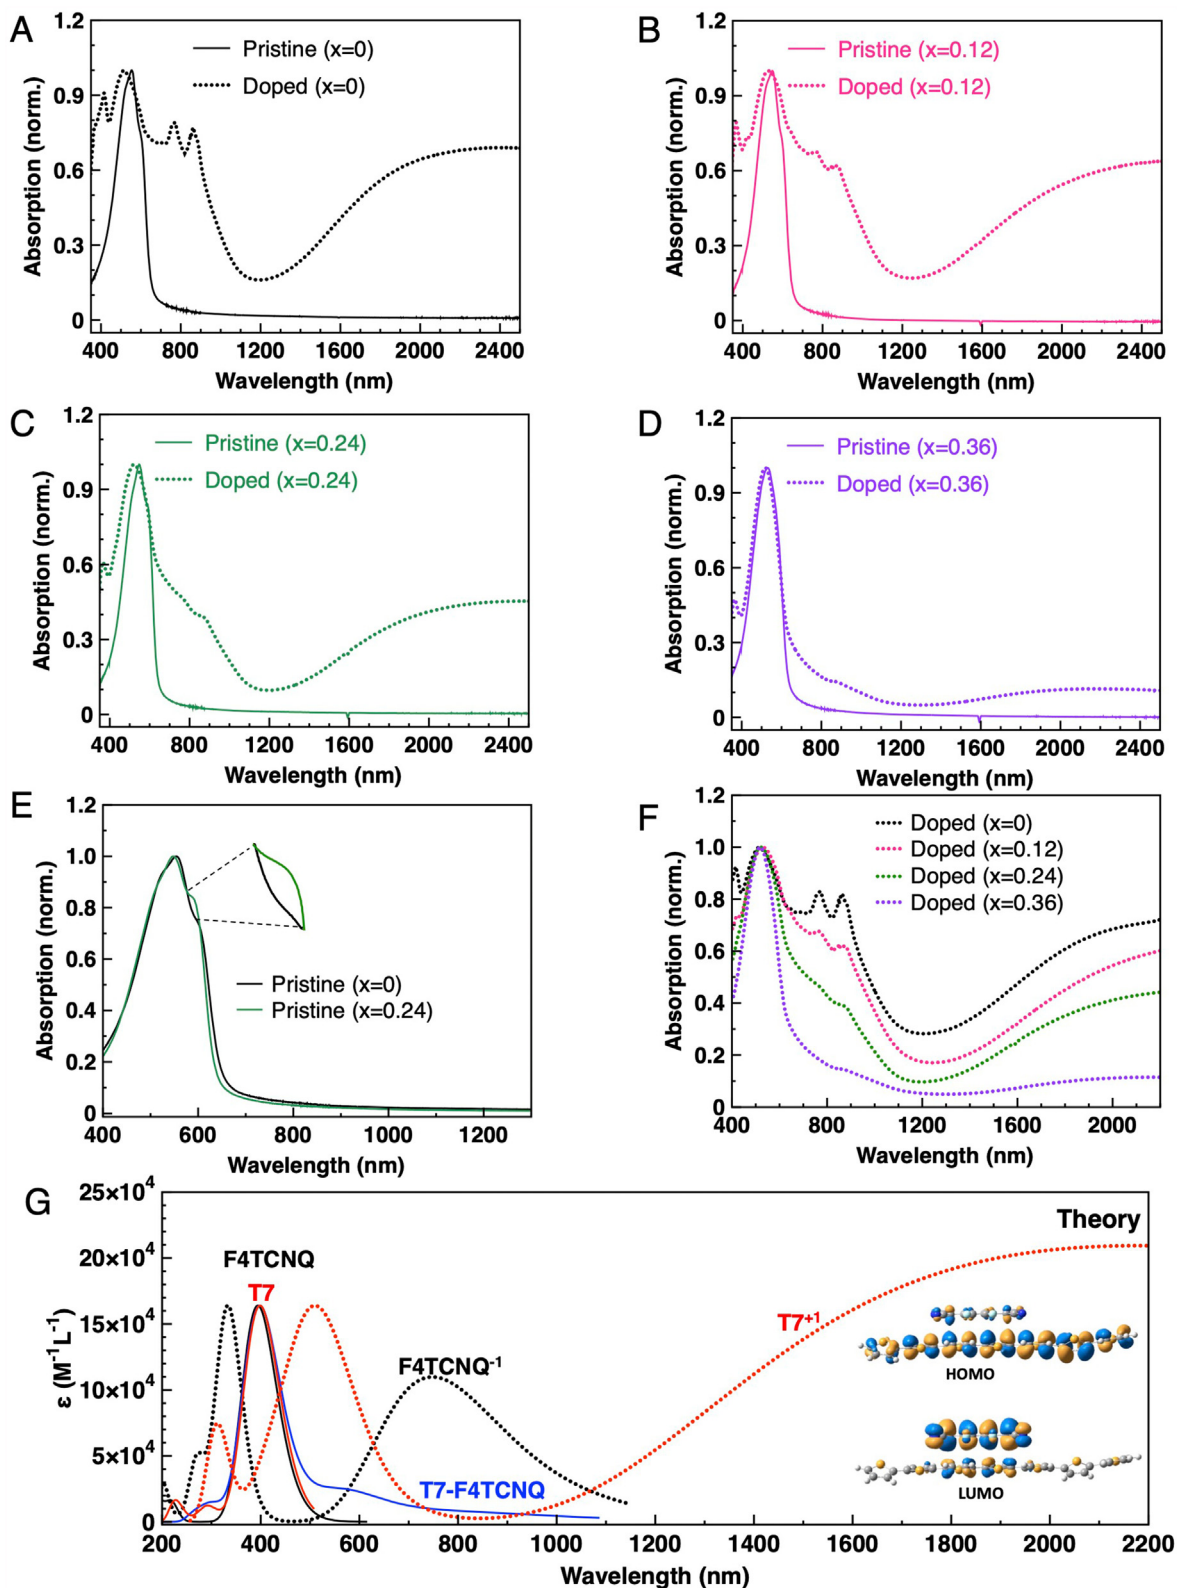 A
1.2
0.9
0.6
0.3
0
Absorption (norm.)
Pristine (x=0)
Doped (x=0)
400 800 1200 1600 2000 2400
Wavelength (nm)
B
1.2
0.9
0.6
0.3
0
Absorption (norm.)
Pristine (x=0.12)
Doped (x=0.12)
400 800 1200 1600 2000 2400
Wavelength (nm)
C
1.2
0.9
0.6
0.3
0
Absorption (norm.)
Pristine (x=0.24)
Doped (x=0.24)
400 800 1200 1600 2000 2400
Wavelength (nm)
D
1.2
0.9
0.6
0.3
0
Absorption (norm.)
Pristine (x=0.36)
Doped (x=0.36)
400 800 1200 1600 2000 2400
Wavelength (nm)
E
1.2
1.0
0.8
0.6
0.4
0.2
0
Absorption (norm.)
Pristine (x=0)
Pristine (x=0.24)
400 600 800 1000 1200
Wavelength (nm)
F
1.2
1.0
0.8
0.6
0.4
0.2
0
Absorption (norm.)
Doped (x=0)
Doped (x=0.12)
Doped (x=0.24)
Doped (x=0.36)
400 800 1200 1600 2000
Wavelength (nm)
G
25×10⁴
20×10⁴
15×10⁴
10×10⁴
5×10⁴
0
ε (M⁻¹L⁻¹)
Theory
F4TCNQ
T7
T7⁺¹
F4TCNQ⁻¹
HOMO
T7-F4TCNQ
LUMO
200 400 600 800 1000 1200 1400 1600 1800 2000 2200
Wavelength (nm)